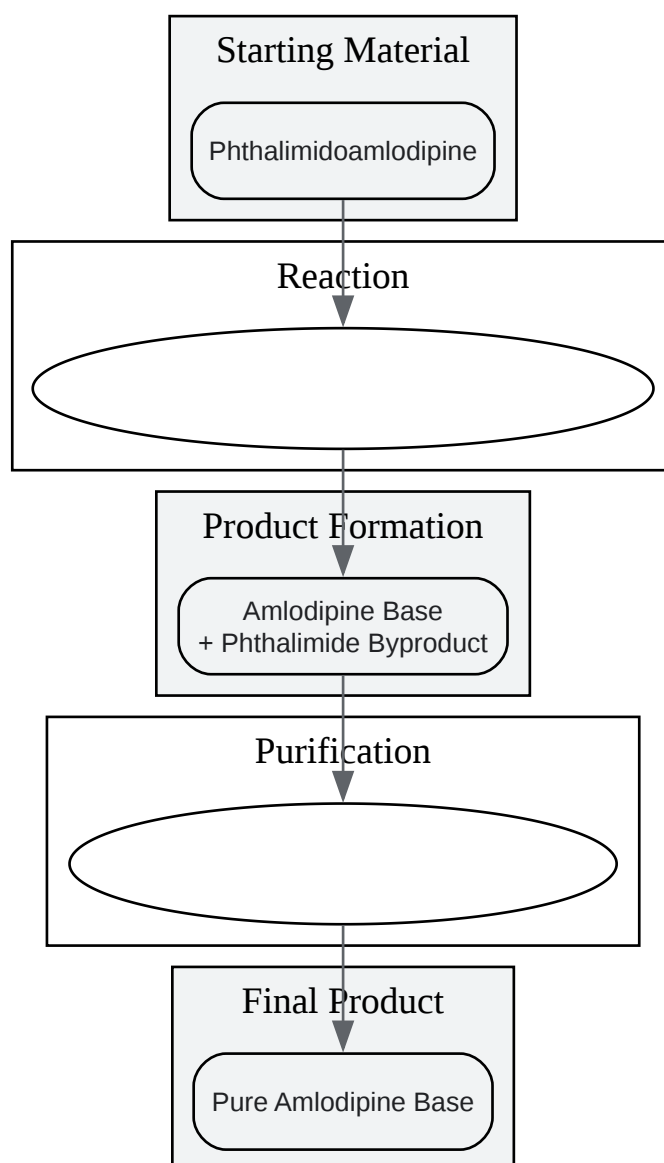 Starting Material
Phthalimidoamlodipine
Reaction
Product Formation
Amlodipine Base
+ Phthalimide Byproduct
Purification
Final Product
Pure Amlodipine Base